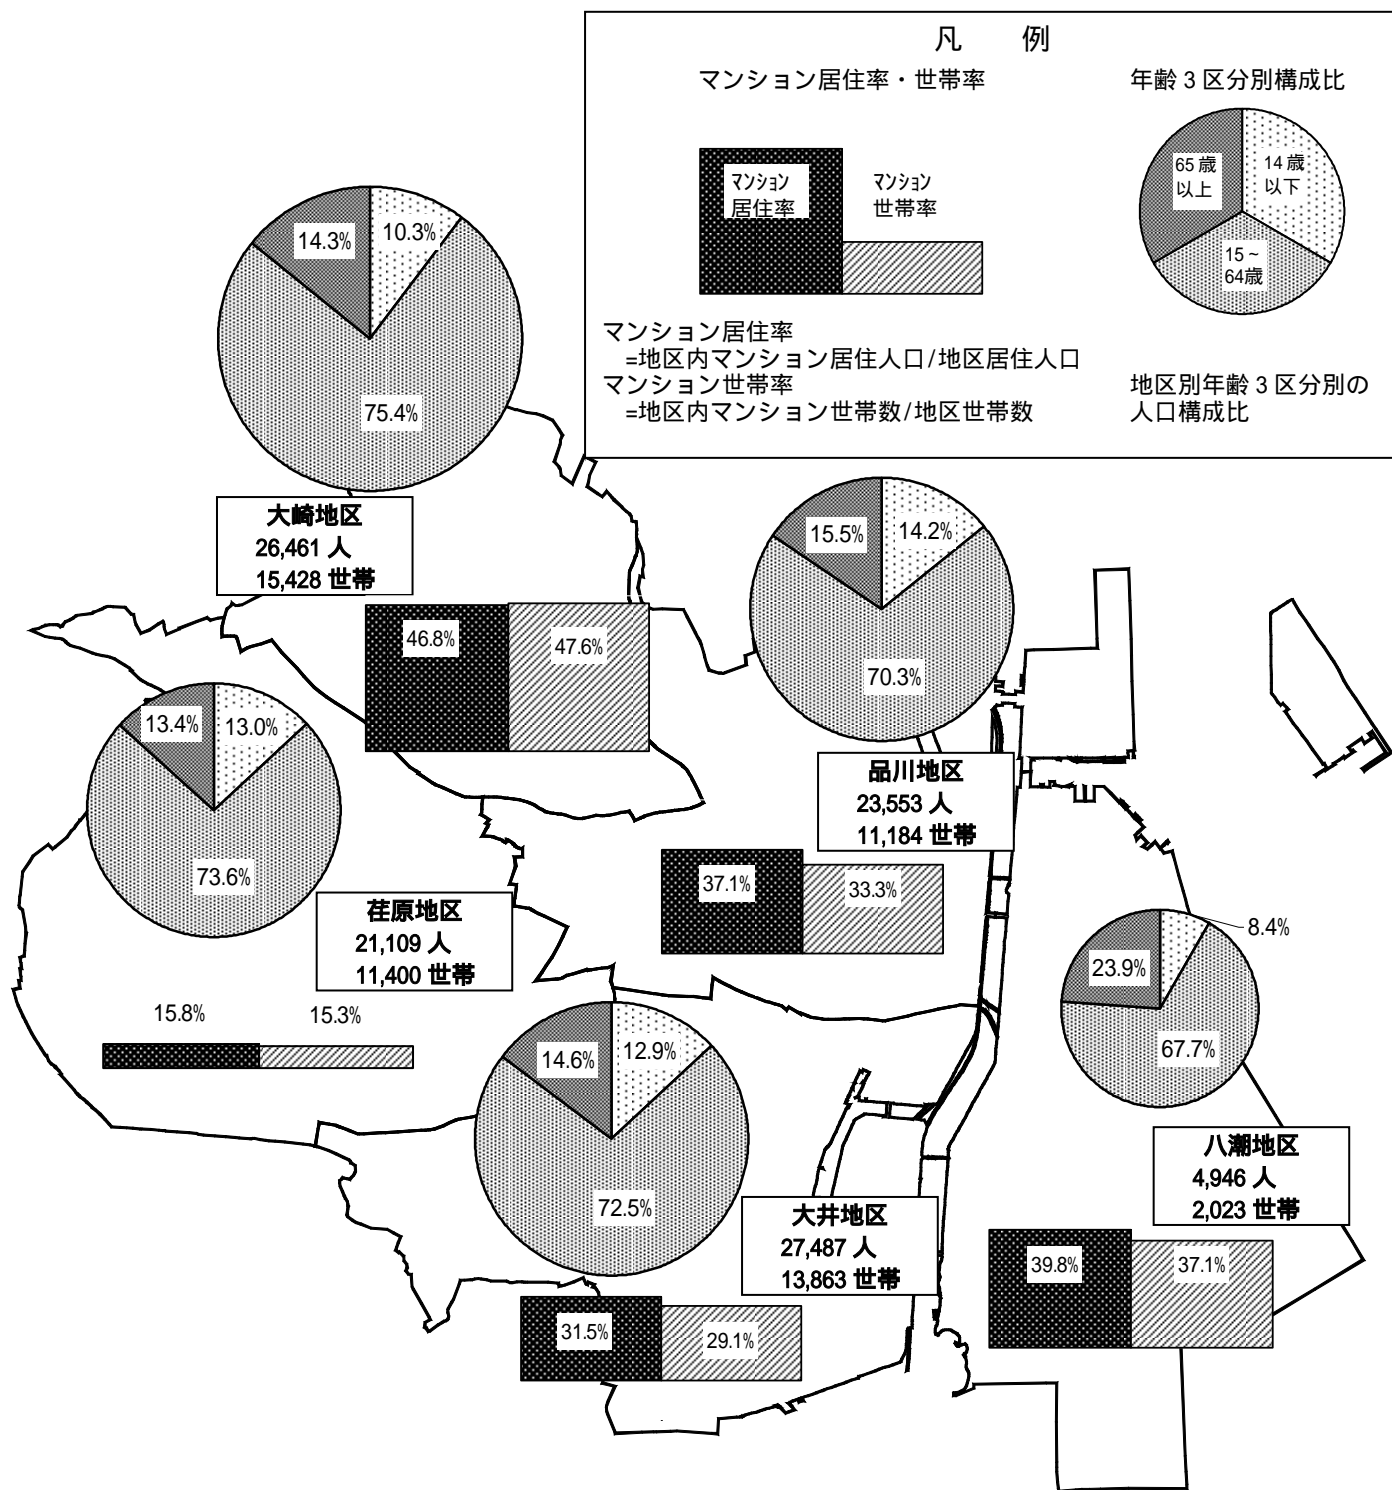 凡　例
マンション居住率・世帯率
年齢３区分別構成比
ﾏﾝｼｮﾝ
居住率
ﾏﾝｼｮﾝ
世帯率
65歳
以上
14歳
以下
15～
64歳
マンション居住率
=地区内マンション居住人口/地区居住人口
マンション世帯率
=地区内マンション世帯数/地区世帯数
地区別年齢３区分別の
人口構成比
14.3%
10.3%
75.4%
大崎地区
26,461 人
15,428 世帯
46.8%
47.6%
15.5%
14.2%
70.3%
品川地区
23,553 人
11,184 世帯
37.1%
33.3%
13.4%
13.0%
73.6%
荏原地区
21,109 人
11,400 世帯
15.8%
15.3%
14.6%
12.9%
72.5%
大井地区
27,487 人
13,863 世帯
31.5%
29.1%
23.9%
8.4%
67.7%
八潮地区
4,946 人
2,023 世帯
39.8%
37.1%